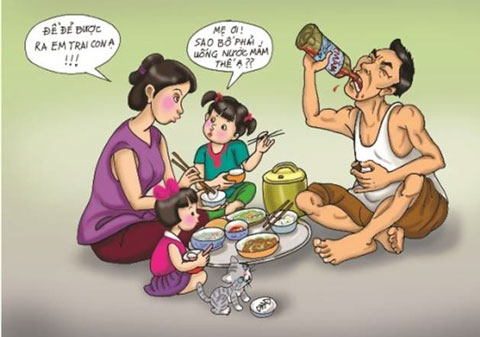 ĐỂ ĐẺ ĐƯỢC
RA EM TRAI CON Ạ
!!!
MẸ ƠI!
SAO BỐ PHẢI
UỐNG NƯỚC MẮM
THẾ Ạ??